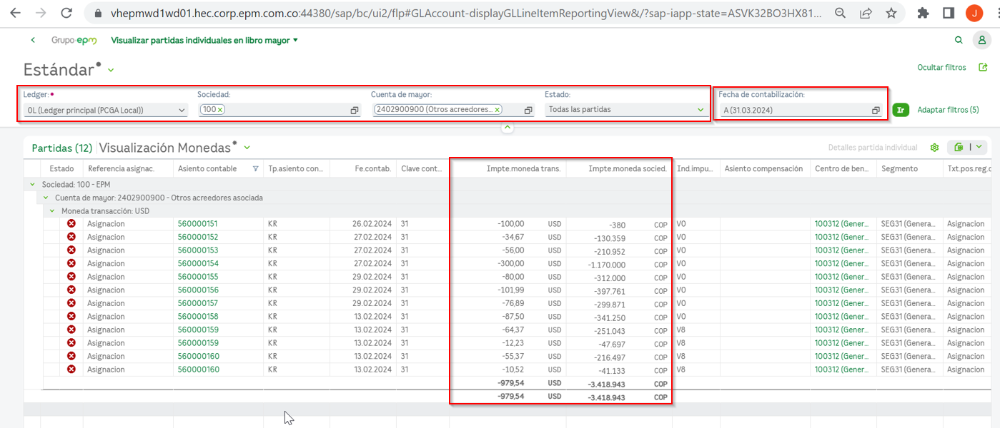 vhepmwd1wd01.hec.corp.epm.com.co:44380/sap/bc/ui2/flp#GLAccount-displayGLLineItemReportingView&/?sap-iapp-state=ASVK32BO3HX81...
J
Grupo·epm Visualizar partidas individuales en libro mayor
Estándar*
Ocultar filtros
Ledger: Sociedad: Cuenta de mayor: Estado: Fecha de contabilización:
0L (Ledger principal (PCGA Local)) 100 × 2402900900 (Otros acreedores... × Todas las partidas A (31.03.2024) Ir Adaptar filtros (5)
Partidas (12) Visualización Monedas* Detalles partida individual
Estado Referencia asignac. Asiento contable Tp.asiento con... Fe.contab. Clave cont... Impte.moneda trans. Impte.moneda socied. Ind.impu... Asiento compensación Centro de ben... Segmento Txt.pos.reg.c
Sociedad: 100 - EPM
Cuenta de mayor: 2402900900 - Otros acreedores asociada
Moneda transacción: USD
Asignacion 560000151 KR 26.02.2024 31 -100,00 USD -380 COP V0 100312 (Gener... SEG31 (Genera... Asignacion
Asignacion 560000152 KR 27.02.2024 31 -34,67 USD -130.359 COP V0 100312 (Gener... SEG31 (Genera... Asignacion
Asignacion 560000153 KR 27.02.2024 31 -56,00 USD -210.952 COP V0 100312 (Gener... SEG31 (Genera... Asignacion
Asignacion 560000154 KR 27.02.2024 31 -300,00 USD -1.170.000 COP V0 100312 (Gener... SEG31 (Genera... Asignacion
Asignacion 560000155 KR 29.02.2024 31 -80,00 USD -312.000 COP V0 100312 (Gener... SEG31 (Genera... Asignacion
Asignacion 560000156 KR 29.02.2024 31 -101,99 USD -397.761 COP V0 100312 (Gener... SEG31 (Genera... Asignacion
Asignacion 560000157 KR 29.02.2024 31 -76,89 USD -299.871 COP V0 100312 (Gener... SEG31 (Genera... Asignacion
Asignacion 560000158 KR 13.02.2024 31 -87,50 USD -341.250 COP V0 100312 (Gener... SEG31 (Genera... Asignacion
Asignacion 560000159 KR 13.02.2024 31 -64,37 USD -251.043 COP V8 100312 (Gener... SEG31 (Genera... Asignacion
Asignacion 560000159 KR 13.02.2024 31 -12,23 USD -47.697 COP V8 100312 (Gener... SEG31 (Genera... Asignacion
Asignacion 560000160 KR 13.02.2024 31 -55,37 USD -216.497 COP V8 100312 (Gener... SEG31 (Genera... Asignacion
Asignacion 560000160 KR 13.02.2024 31 -10,52 USD -41.133 COP V8 100312 (Gener... SEG31 (Genera... Asignacion
-979,54 USD -3.418.943 COP
-979,54 USD -3.418.943 COP